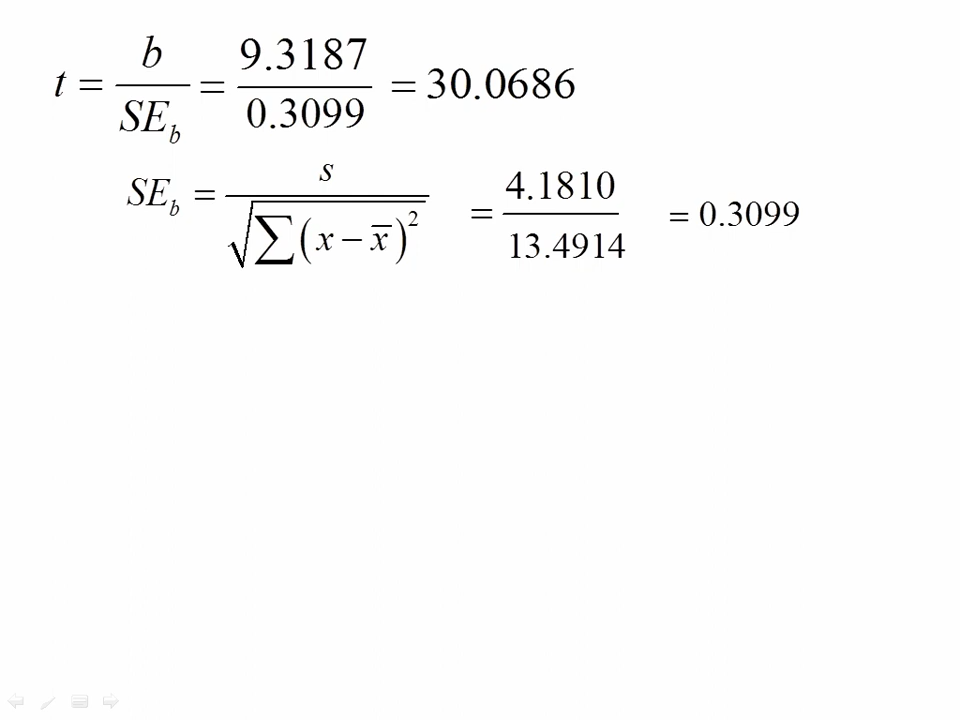 t = b / SE_b = 9.3187 / 0.3099 = 30.0686
SE_b = s / √∑(x − x̅)² = 4.1810 / 13.4914 = 0.3099